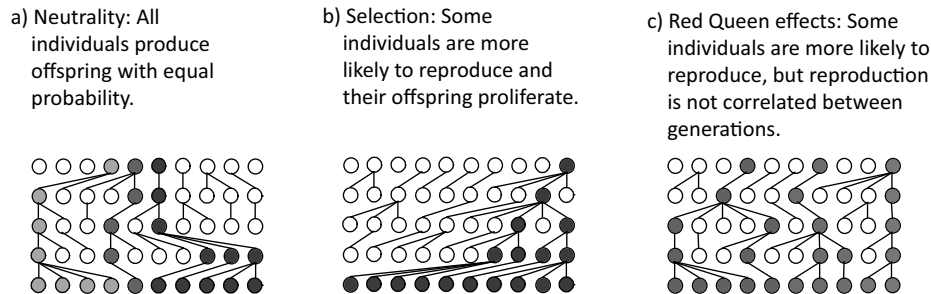 a) Neutrality: All
individuals produce
offspring with equal
probability.
b) Selection: Some
individuals are more
likely to reproduce and
their offspring proliferate.
c) Red Queen effects: Some
individuals are more likely to
reproduce, but reproduction
is not correlated between
generations.